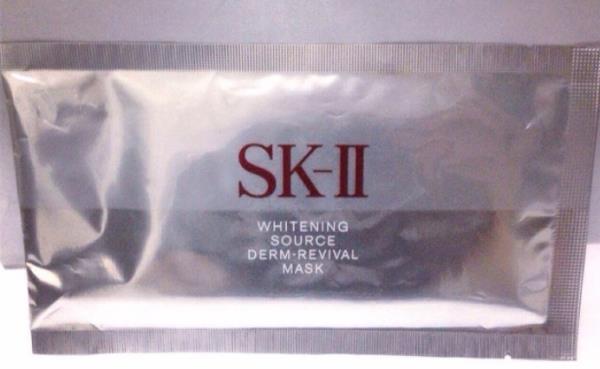 SK-II
WHITENING
SOURCE
DERM-REVIVAL
MASK